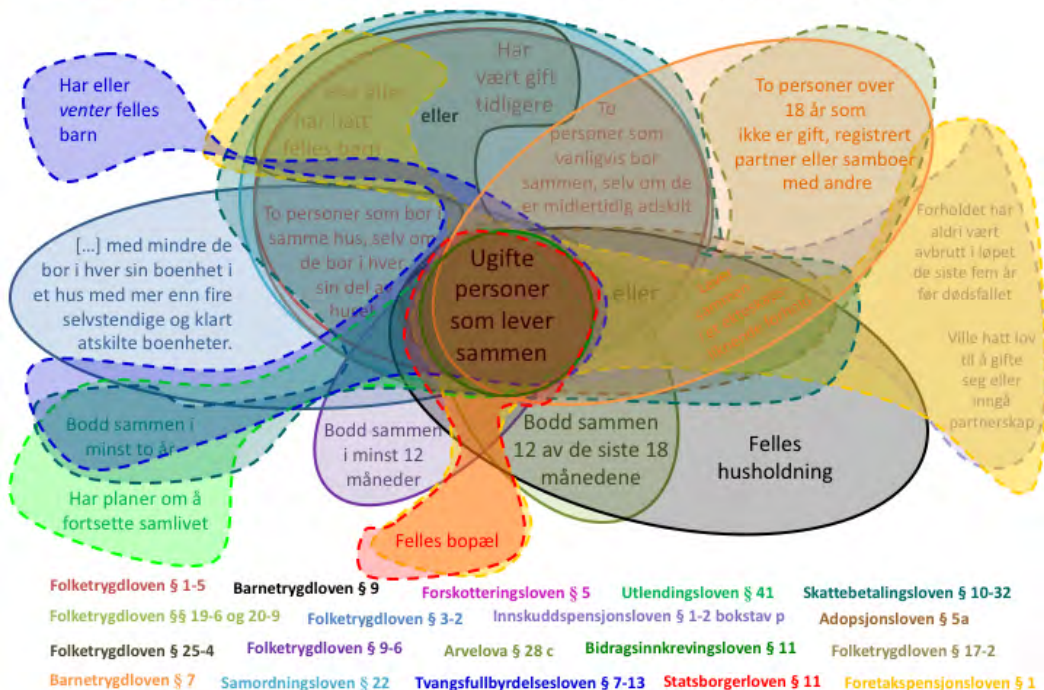 Har eller
venter felles
barn
har hatt
felles barn
eller
Har
vært gift
tidligere
To
personer som
vanligvis bor
sammen, selv om de
er midlertidig adskilt
To personer over
18 år som
ikke er gift, registrert
partner eller samboer
med andre
Forholdet har
aldri vært
avbrutt i løpet
de siste fem år
før dødsfallet
Ville hatt lov
til å gifte
seg eller
inngå
partnerskap
[...] med mindre de
bor i hver sin boenhet i
et hus med mer enn fire
selvstendige og klart
atskilte boenheter.
To personer som bor i
samme hus, selv om
de bor i hver
sin del av
huset
Ugifte
personer
som lever
sammen
eller
Bodd sammen i
minst to år
Har planer om å
fortsette samlivet
Bodd sammen
i minst 12
måneder
Bodd sammen
12 av de siste 18
månedene
Felles
husholdning
Felles bopæl
Folketrygdloven § 1-5 Barnetrygdloven § 9 Forskotteringsloven § 5 Utlendingsloven § 41 Skattebetalingsloven § 10-32
Folketrygdloven §§ 19-6 og 20-9 Folketrygdloven § 3-2 Innskuddspensjonsloven § 1-2 bokstav p Adopsjonsloven § 5a
Folketrygdloven § 25-4 Folketrygdloven § 9-6 Arvelova § 28 c Bidragsinnkrevingsloven § 11 Folketrygdloven § 17-2
Barnetrygdloven § 7 Samordningsloven § 22 Tvangsfullbyrdelsesloven § 7-13 Statsborgerloven § 11 Foretakspensjonsloven § 1